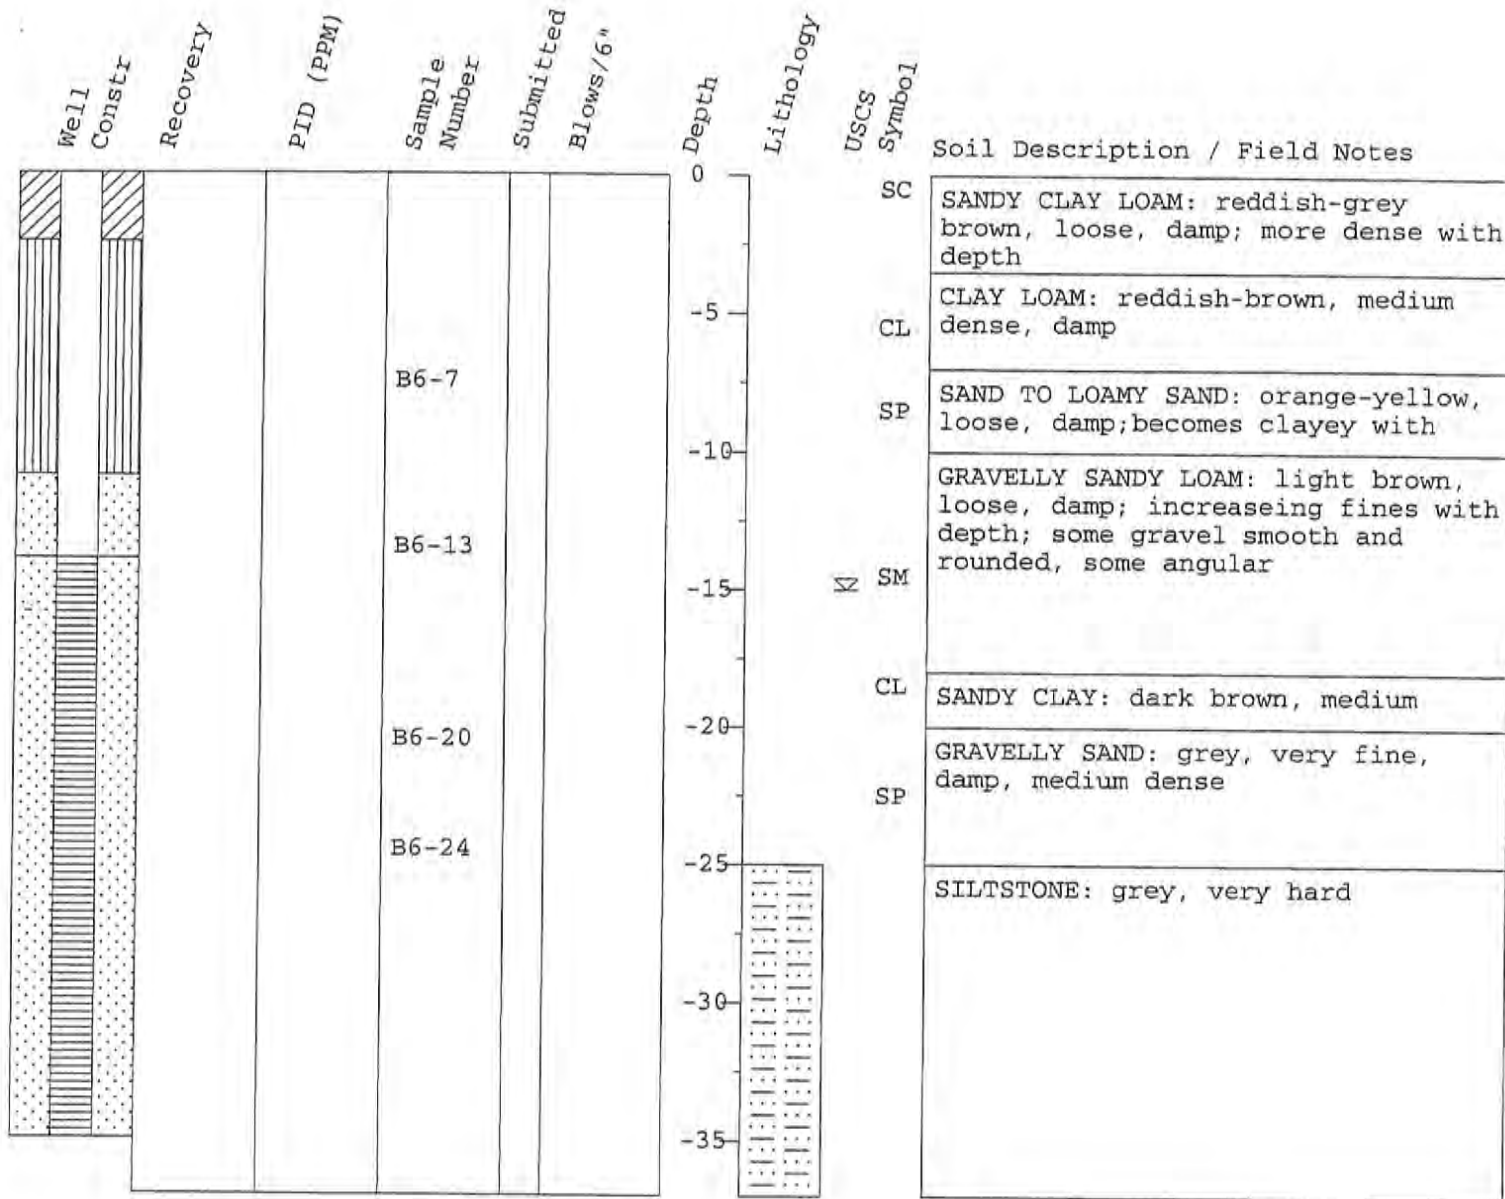 Well
Constr
Recovery
PID (PPM)
Sample
Number
Submitted
Blows/6"
Depth
Lithology
USCS
Symbol
Soil Description / Field Notes
0
SC
SANDY CLAY LOAM: reddish-grey
brown, loose, damp; more dense with
depth
-5
CL
CLAY LOAM: reddish-brown, medium
dense, damp
B6-7
SP
SAND TO LOAMY SAND: orange-yellow,
loose, damp;becomes clayey with
-10
GRAVELLY SANDY LOAM: light brown,
loose, damp; increaseing fines with
depth; some gravel smooth and
rounded, some angular
B6-13
-15
SM
CL
SANDY CLAY: dark brown, medium
-20
B6-20
GRAVELLY SAND: grey, very fine,
damp, medium dense
SP
B6-24
-25
SILTSTONE: grey, very hard
-30
-35